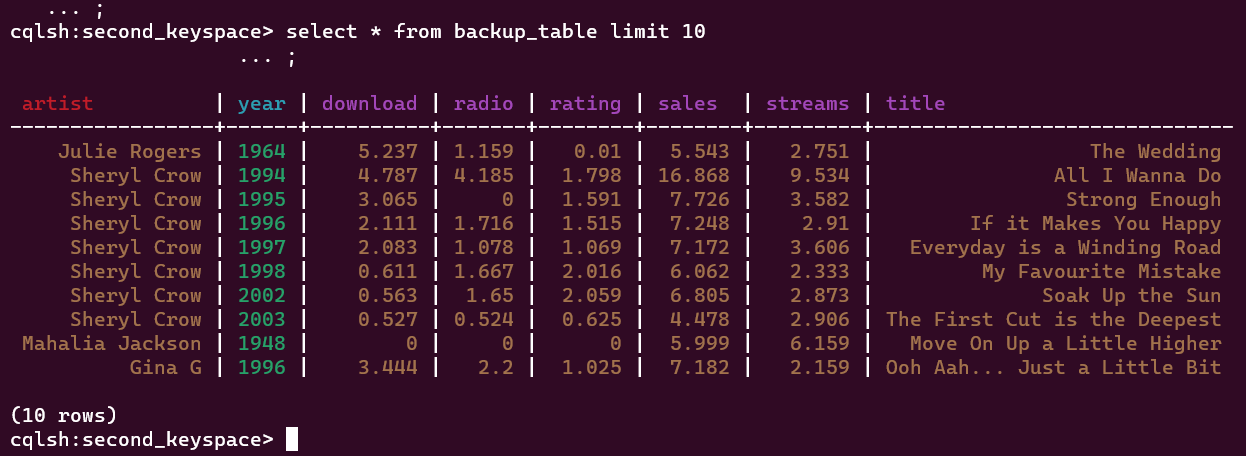 ... ;
cqlsh:second_keyspace> select * from backup_table limit 10
                   ... ;

 artist          | year | download | radio | rating | sales  | streams | title
-----------------+------+----------+-------+--------+--------+---------+------------------------------
    Julie Rogers | 1964 |    5.237 | 1.159 |   0.01 |  5.543 |   2.751 |                  The Wedding
     Sheryl Crow | 1994 |    4.787 | 4.185 |  1.798 | 16.868 |   9.534 |               All I Wanna Do
     Sheryl Crow | 1995 |    3.065 |     0 |  1.591 |  7.726 |   3.582 |                Strong Enough
     Sheryl Crow | 1996 |    2.111 | 1.716 |  1.515 |  7.248 |    2.91 |        If it Makes You Happy
     Sheryl Crow | 1997 |    2.083 | 1.078 |  1.069 |  7.172 |   3.606 |   Everyday is a Winding Road
     Sheryl Crow | 1998 |    0.611 | 1.667 |  2.016 |  6.062 |   2.333 |         My Favourite Mistake
     Sheryl Crow | 2002 |    0.563 |  1.65 |  2.059 |  6.805 |   2.873 |              Soak Up the Sun
     Sheryl Crow | 2003 |    0.527 | 0.524 |  0.625 |  4.478 |   2.906 | The First Cut is the Deepest
 Mahalia Jackson | 1948 |        0 |     0 |      0 |  5.999 |   6.159 |   Move On Up a Little Higher
          Gina G | 1996 |    3.444 |   2.2 |  1.025 |  7.182 |   2.159 | Ooh Aah... Just a Little Bit

(10 rows)
cqlsh:second_keyspace>